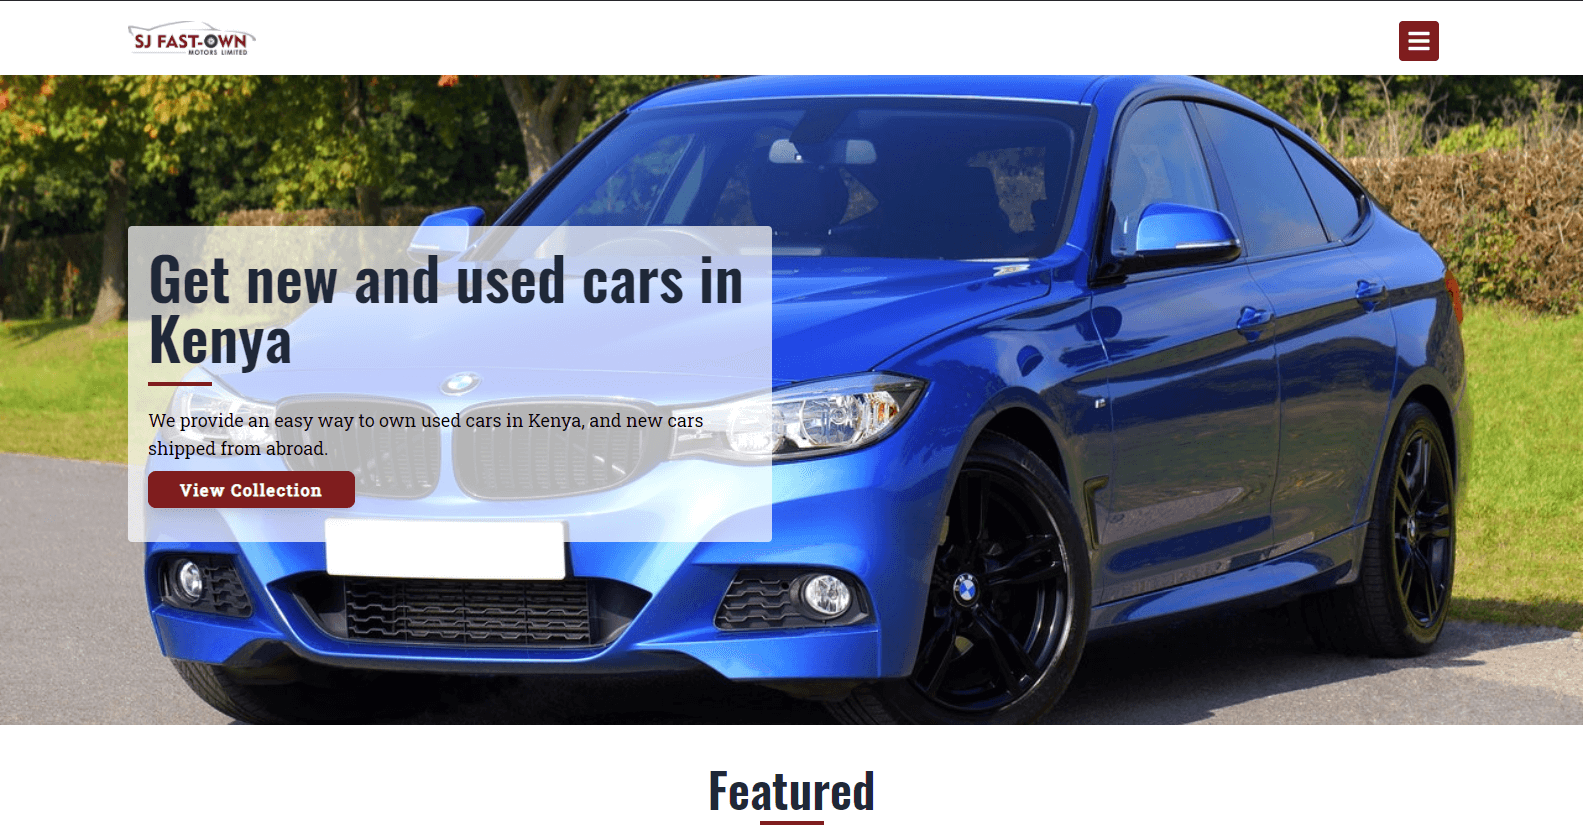 SJ FAST-OWN
MOTORS LIMITED
Get new and used cars in
Kenya
We provide an easy way to own used cars in Kenya, and new cars
shipped from abroad.
View Collection
Featured